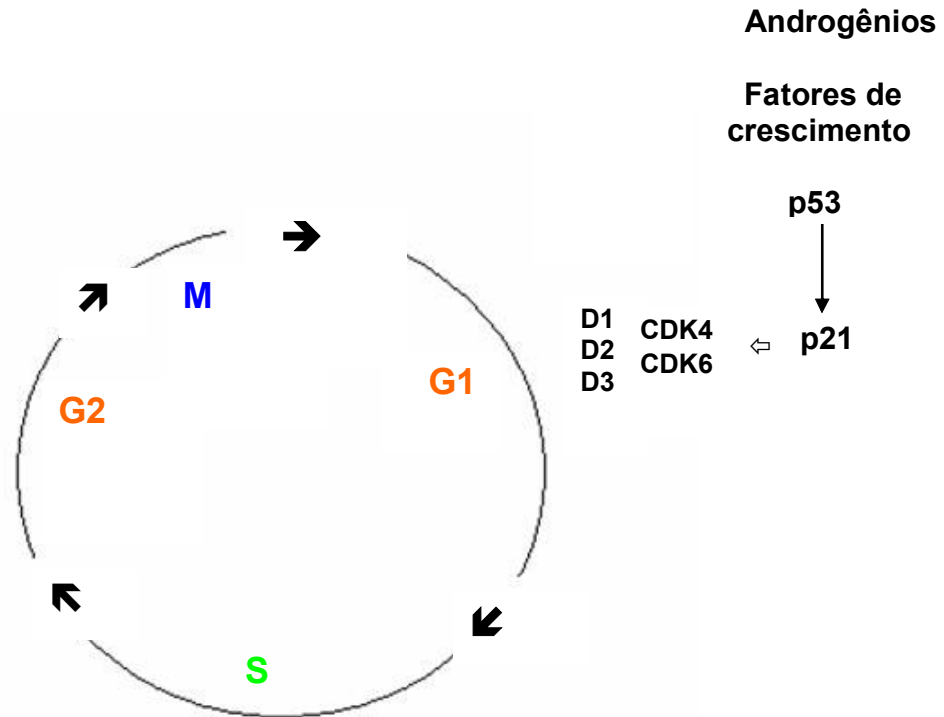 Androgênios
Fatores de
crescimento
p53
M
D1
D2
D3
CDK4
CDK6
p21
G1
G2
S